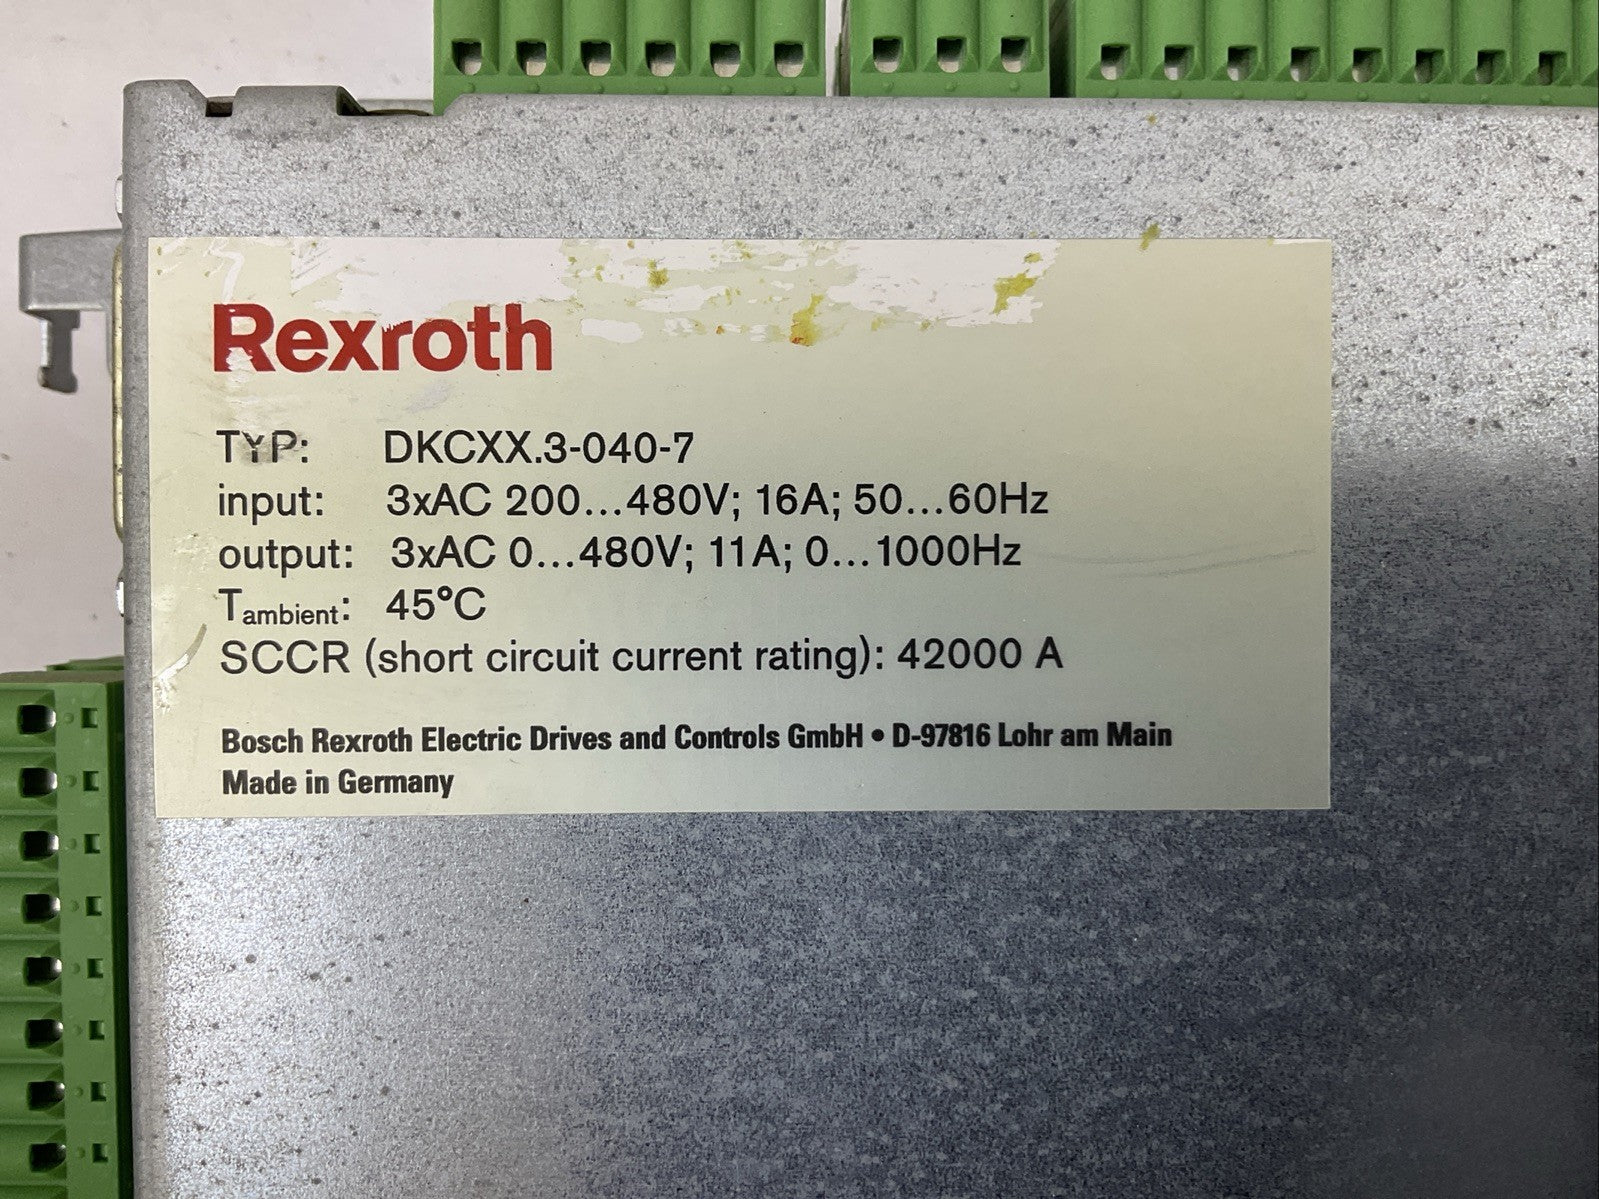 Rexroth
TYP: DKCXX.3-040-7
input: 3xAC 200...480V; 16A; 50...60Hz
output: 3xAC 0...480V; 11A; 0...1000Hz
Tambient: 45°C
SCCR (short circuit current rating): 42000 A
Bosch Rexroth Electric Drives and Controls GmbH • D-97816 Lohr am Main
Made in Germany